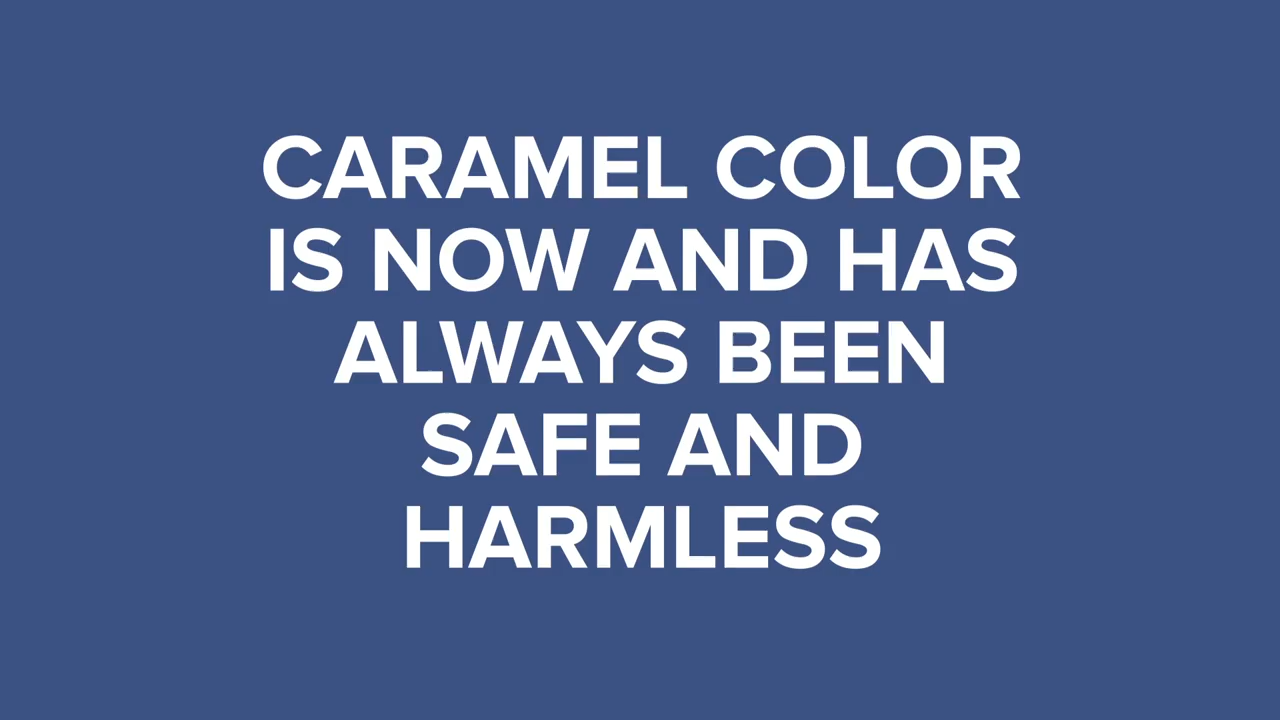 CARAMEL COLOR
IS NOW AND HAS
ALWAYS BEEN
SAFE AND
HARMLESS